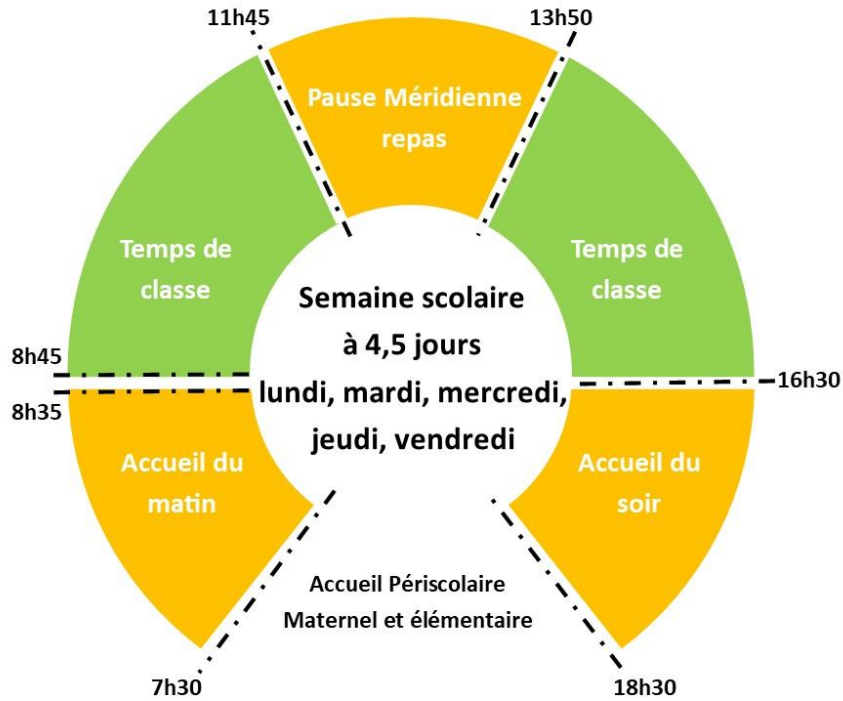 11h45
13h50
Pause Méridienne
repas
Temps de
classe
Temps de
classe
Semaine scolaire
à 4,5 jours
lundi, mardi, mercredi,
jeudi, vendredi
8h45
8h35
16h30
Accueil du
matin
Accueil du
soir
Accueil Périscolaire
Maternel et élémentaire
7h30
18h30